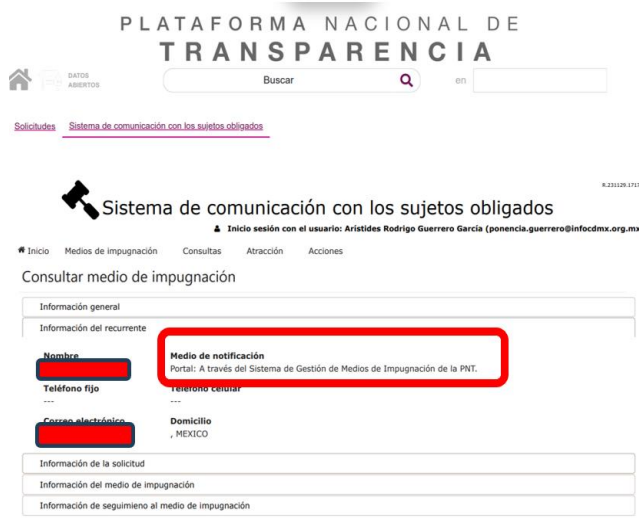 PLATAFORMA NACIONAL DE
TRANSPARENCIA
DATOS
ABIERTOS
Buscar
en
Solicitudes
Sistema de comunicación con los sujetos obligados
R.231129.1717
Sistema de comunicación con los sujetos obligados
Inicio sesión con el usuario: Arístides Rodrigo Guerrero García (ponencia.guerrero@infocdmx.org.mx
Inicio Medios de impugnación Consultas Atracción Acciones
Consultar medio de impugnación
Información general
Información del recurrente
Nombre Medio de notificación
Portal: A través del Sistema de Gestión de Medios de Impugnación de la PNT.
Teléfono fijo Teléfono celular
--- ---
Correo electrónico Domicilio
, MEXICO
Información de la solicitud
Información del medio de impugnación
Información de seguimieno al medio de impugnación